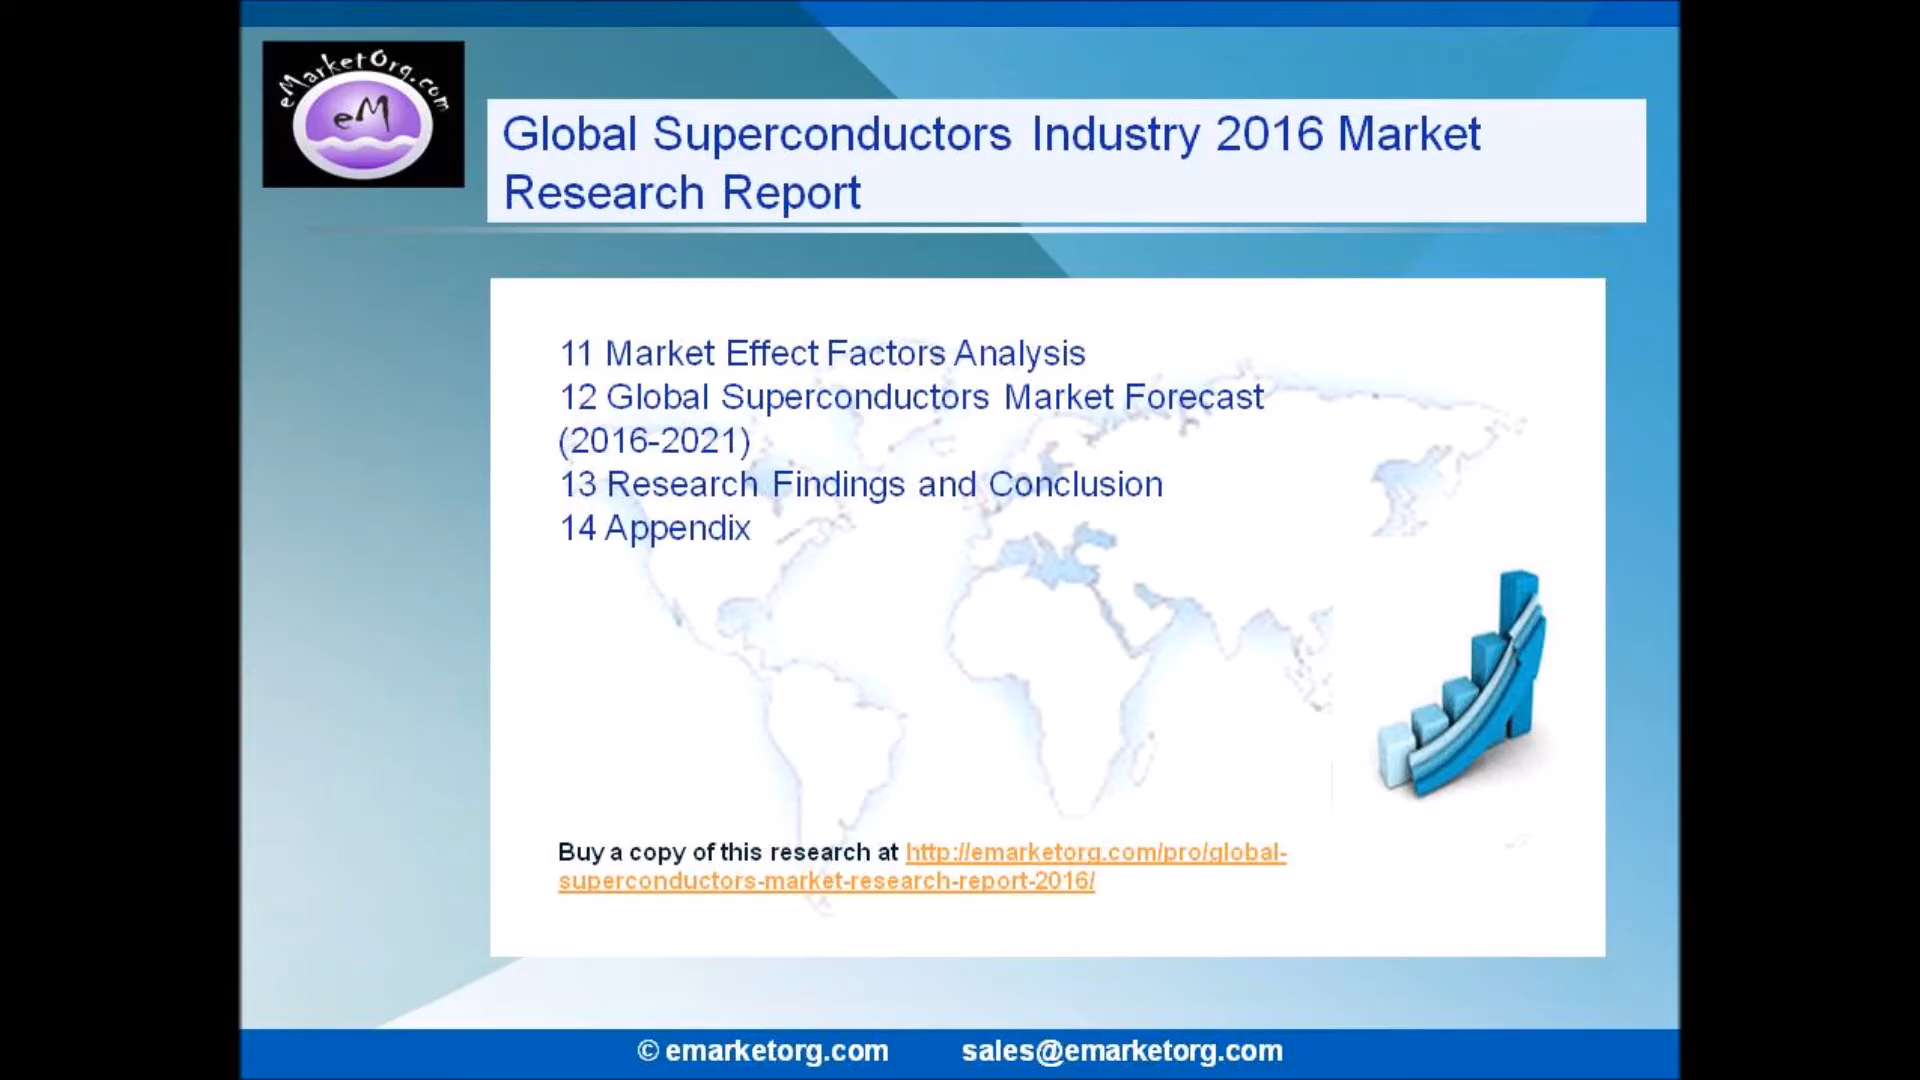 eMarketOrg.com
eM
Global Superconductors Industry 2016 Market
Research Report
11 Market Effect Factors Analysis
12 Global Superconductors Market Forecast
(2016-2021)
13 Research Findings and Conclusion
14 Appendix
Buy a copy of this research at http://emarketorg.com/pro/global-
superconductors-market-research-report-2016/
© emarketorg.com sales@emarketorg.com